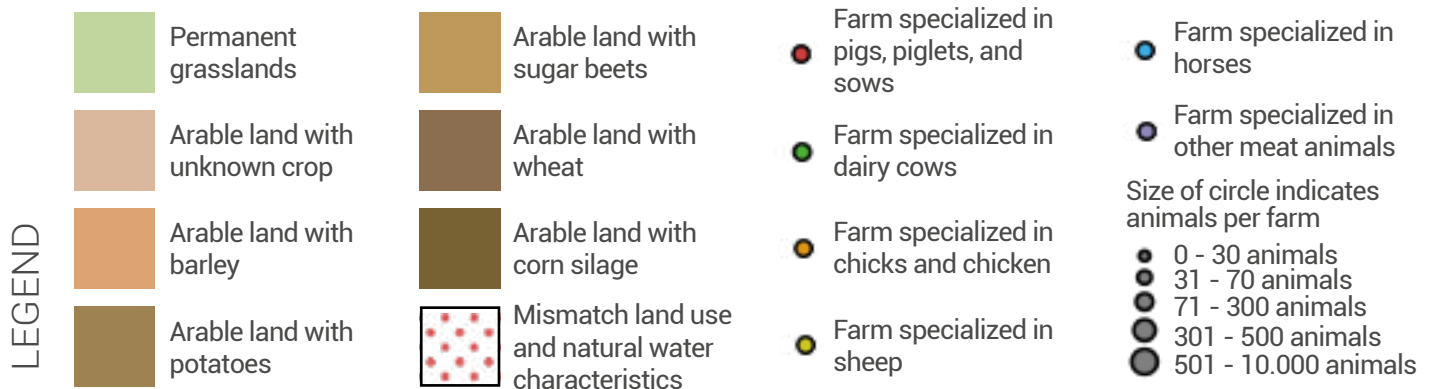 LEGEND
Permanent
grasslands
Arable land with
unknown crop
Arable land with
barley
Arable land with
potatoes
Arable land with
sugar beets
Arable land with
wheat
Arable land with
corn silage
Mismatch land use
and natural water
characteristics
Farm specialized in
pigs, piglets, and
sows
Farm specialized in
dairy cows
Farm specialized in
chicks and chicken
Farm specialized in
sheep
Farm specialized in
horses
Farm specialized in
other meat animals
Size of circle indicates
animals per farm
0 - 30 animals
31 - 70 animals
71 - 300 animals
301 - 500 animals
501 - 10.000 animals